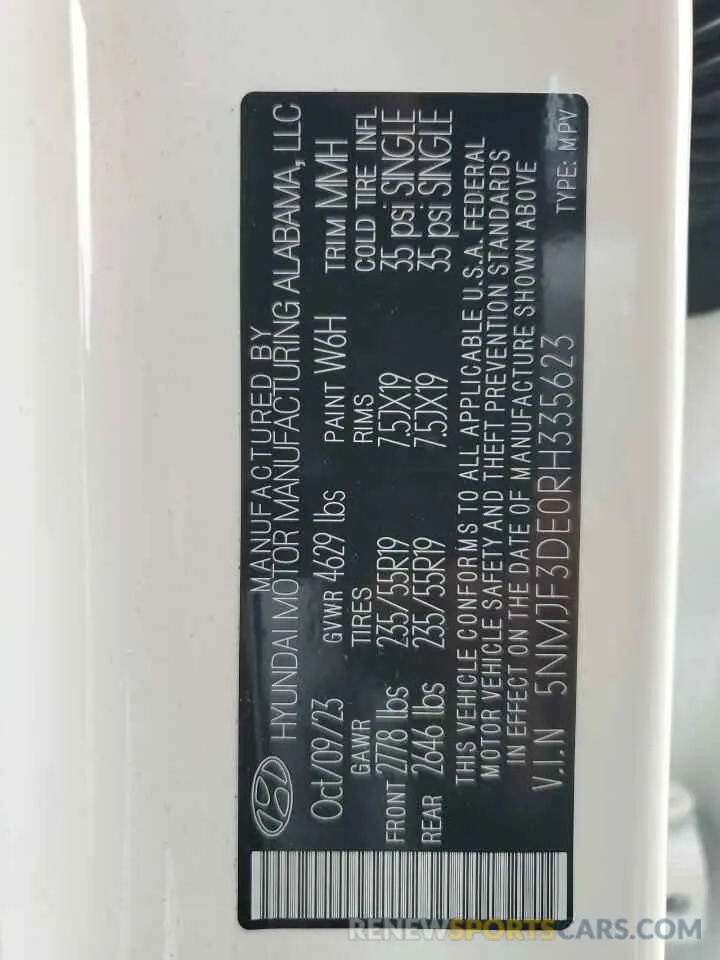 MANUFACTURED BY
HYUNDAI MOTOR MANUFACTURING ALABAMA, LLC
Oct/09/23 GVWR 4629 lbs PAINT W6H TRIM MMH
GAWR TIRES RIMS COLD TIRE INFL
FRONT 2778 lbs 235/55R19 7.5JX19 35 psi SINGLE
REAR 2646 lbs 235/55R19 7.5JX19 35 psi SINGLE
THIS VEHICLE CONFORMS TO ALL APPLICABLE U.S.A. FEDERAL
MOTOR VEHICLE SAFETY AND THEFT PREVENTION STANDARDS
IN EFFECT ON THE DATE OF MANUFACTURE SHOWN ABOVE
V.I.N 5NMJF3DE0RH335623 TYPE: MPV
RENEWSPORTSCARS.COM